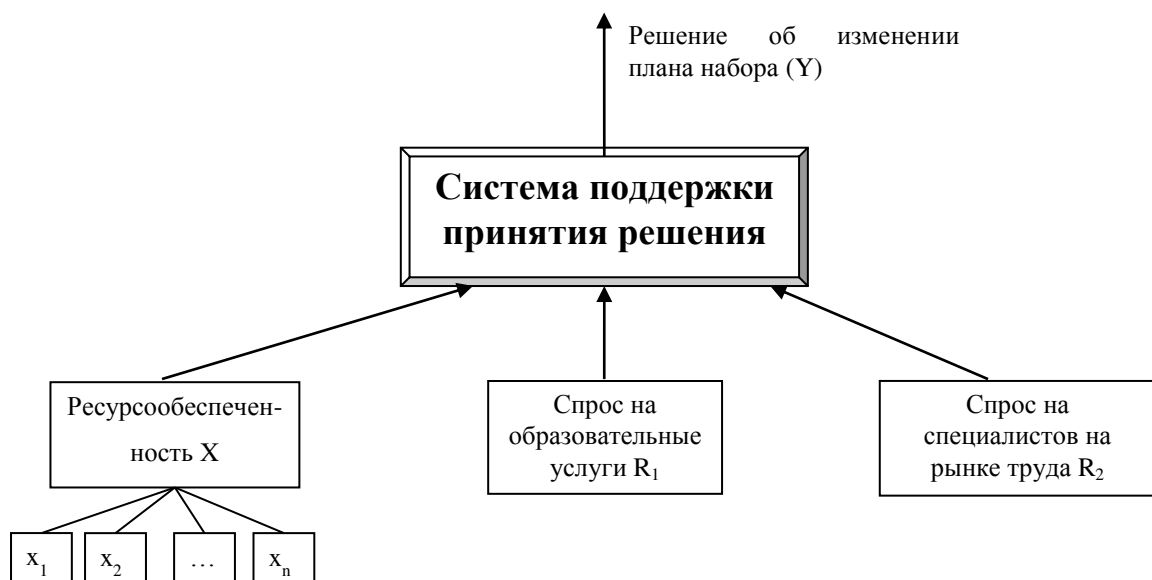 Решение об изменении
плана набора (Y)
Система поддержки
принятия решения
Ресурсообеспечен-
ность X
Спрос на
образовательные
услуги R₁
Спрос на
специалистов на
рынке труда R₂
x₁
x₂
…
xₙ